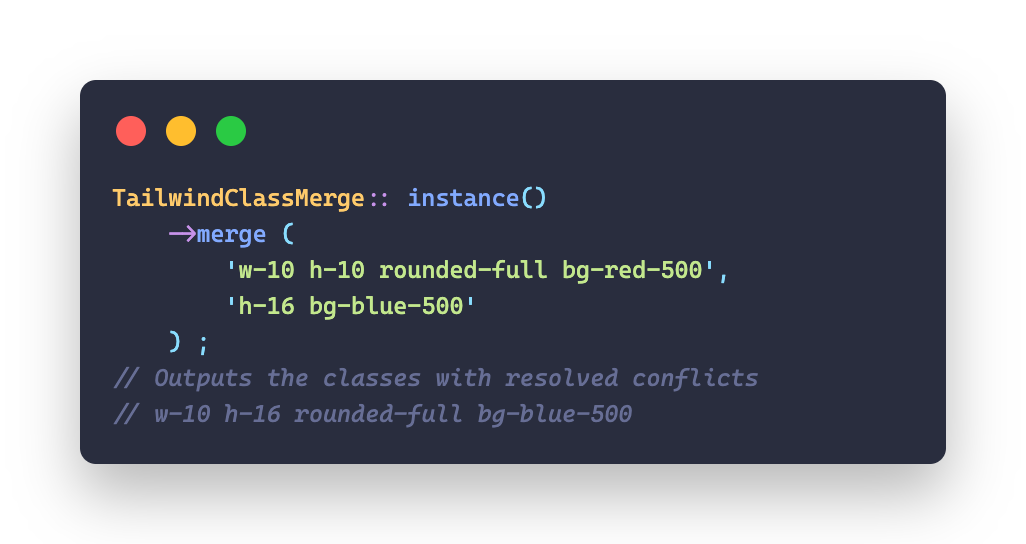 TailwindClassMerge:: instance()
->merge (
'w-10 h-10 rounded-full bg-red-500',
'h-16 bg-blue-500'
) ;
// Outputs the classes with resolved conflicts
// w-10 h-16 rounded-full bg-blue-500